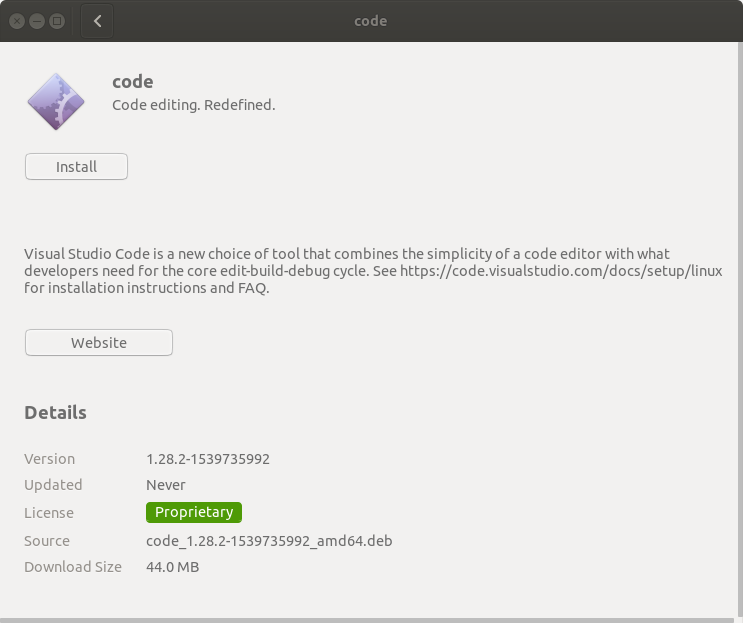 code
code
Code editing. Redefined.
Install
Visual Studio Code is a new choice of tool that combines the simplicity of a code editor with what
developers need for the core edit-build-debug cycle. See https://code.visualstudio.com/docs/setup/linux
for installation instructions and FAQ.
Website
Details
Version 1.28.2-1539735992
Updated Never
License Proprietary
Source code_1.28.2-1539735992_amd64.deb
Download Size 44.0 MB